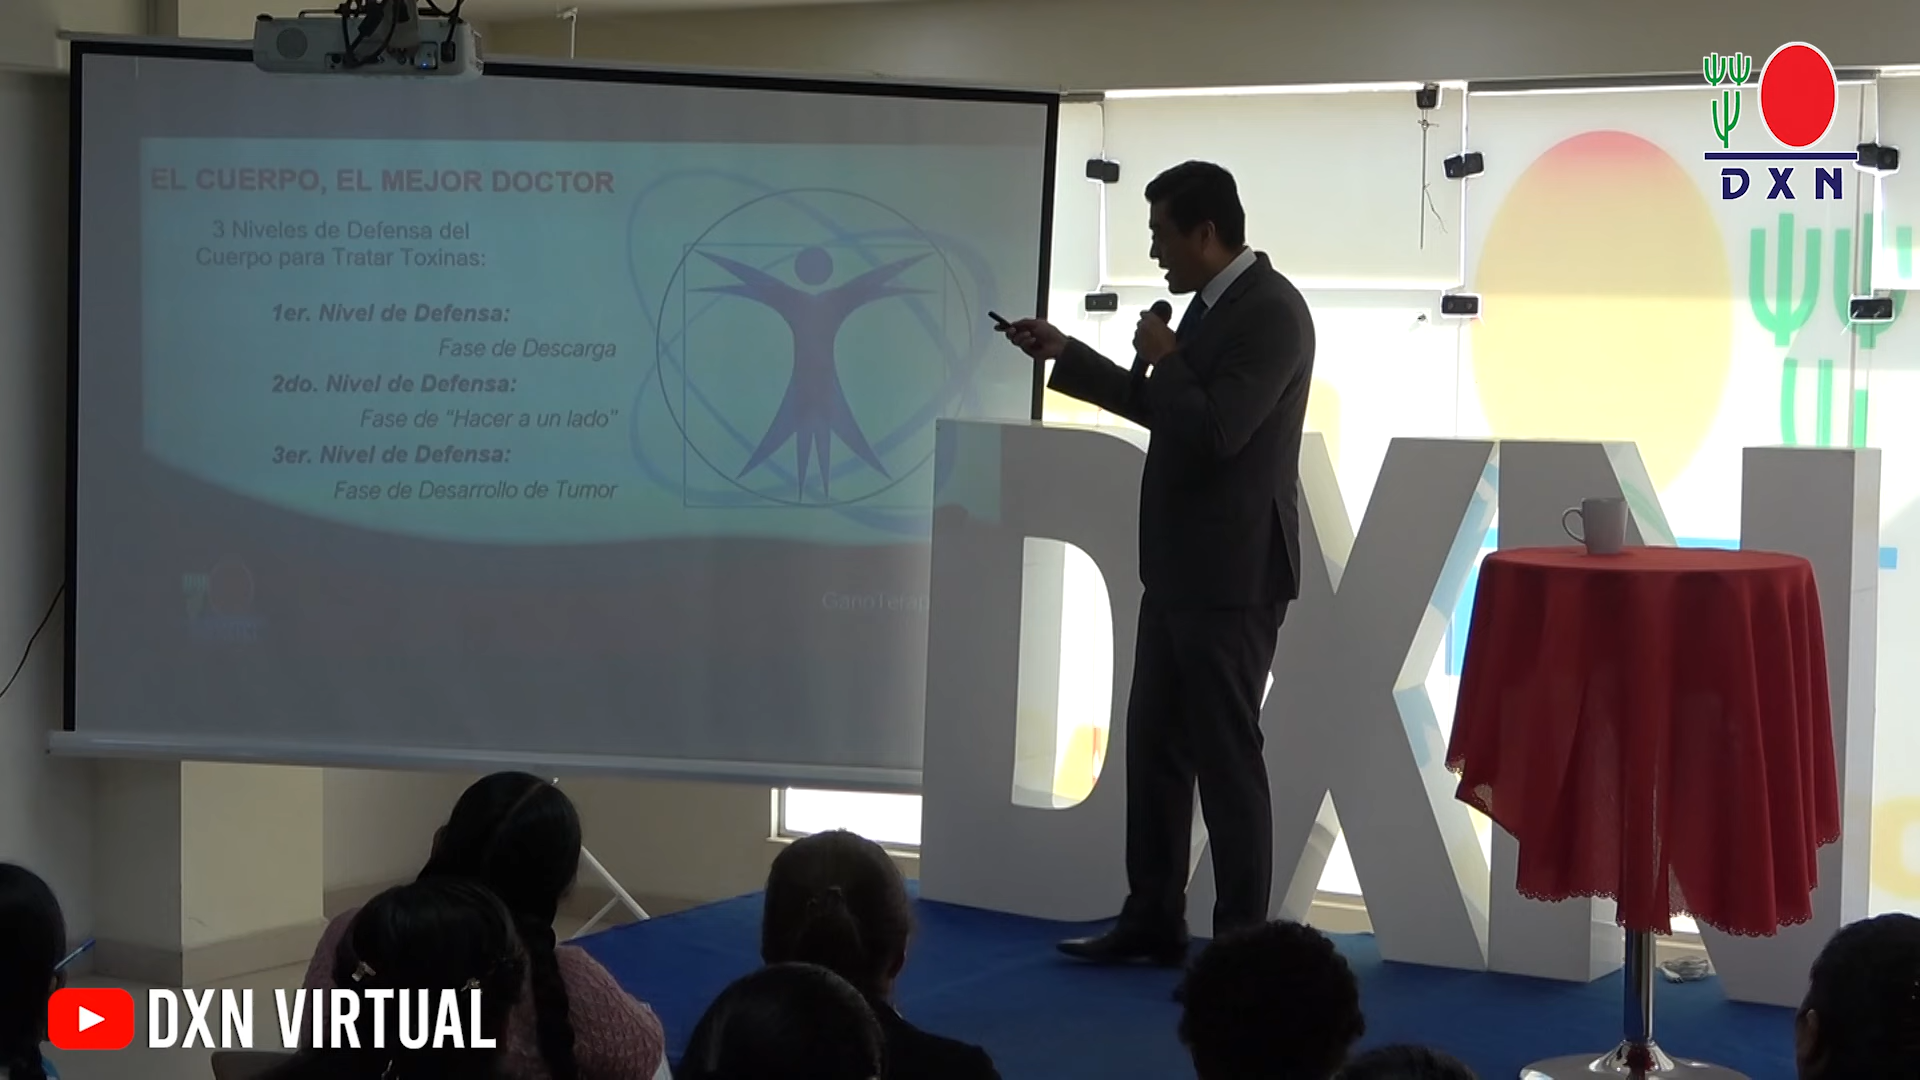 EL CUERPO, EL MEJOR DOCTOR
3 Niveles de Defensa del
Cuerpo para Tratar Toxinas:
1er. Nivel de Defensa:
Fase de Descarga
2do. Nivel de Defensa:
Fase de "Hacer a un lado"
3er. Nivel de Defensa:
Fase de Desarrollo de Tumor
DXN
DXN
DXN VIRTUAL